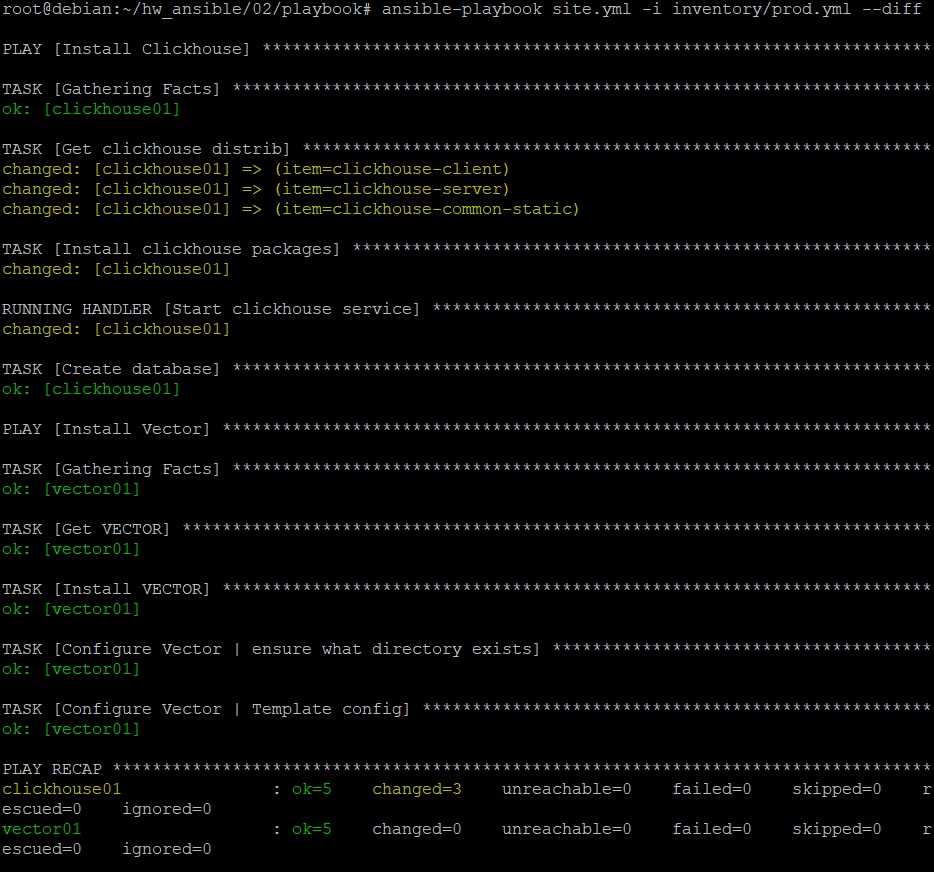 root@debian:~/hw_ansible/02/playbook# ansible-playbook site.yml -i inventory/prod.yml --diff
PLAY [Install Clickhouse] *******************************************************************
TASK [Gathering Facts] **********************************************************************
ok: [clickhouse01]
TASK [Get clickhouse distrib] ***************************************************************
changed: [clickhouse01] => (item=clickhouse-client)
changed: [clickhouse01] => (item=clickhouse-server)
changed: [clickhouse01] => (item=clickhouse-common-static)
TASK [Install clickhouse packages] **********************************************************
changed: [clickhouse01]
RUNNING HANDLER [Start clickhouse service] **************************************************
changed: [clickhouse01]
TASK [Create database] **********************************************************************
ok: [clickhouse01]
PLAY [Install Vector] ***********************************************************************
TASK [Gathering Facts] **********************************************************************
ok: [vector01]
TASK [Get VECTOR] ***************************************************************************
ok: [vector01]
TASK [Install VECTOR] ***********************************************************************
ok: [vector01]
TASK [Configure Vector | ensure what directory exists] **************************************
ok: [vector01]
TASK [Configure Vector | Template config] ***************************************************
ok: [vector01]
PLAY RECAP **********************************************************************************
clickhouse01               : ok=5    changed=3    unreachable=0    failed=0    skipped=0    r
escued=0    ignored=0
vector01                   : ok=5    changed=0    unreachable=0    failed=0    skipped=0    r
escued=0    ignored=0